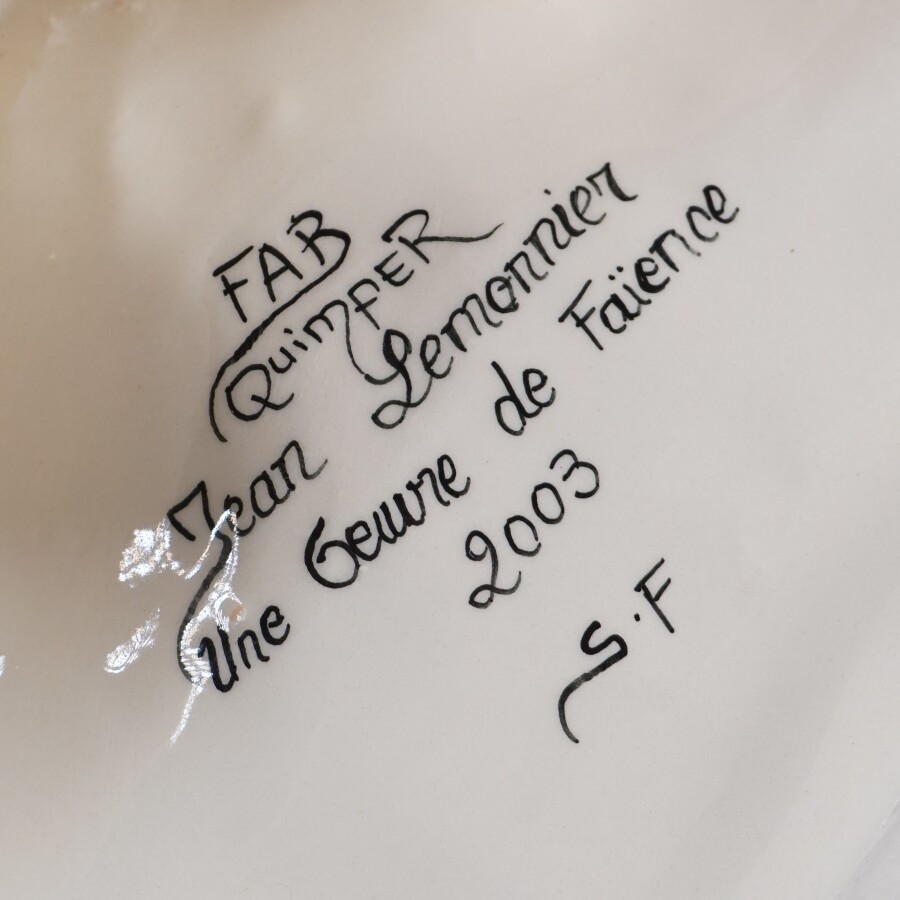 FAB
QuimPER
Jean Lemonnier
Une Oeuvre de Faïence
2003
S.F